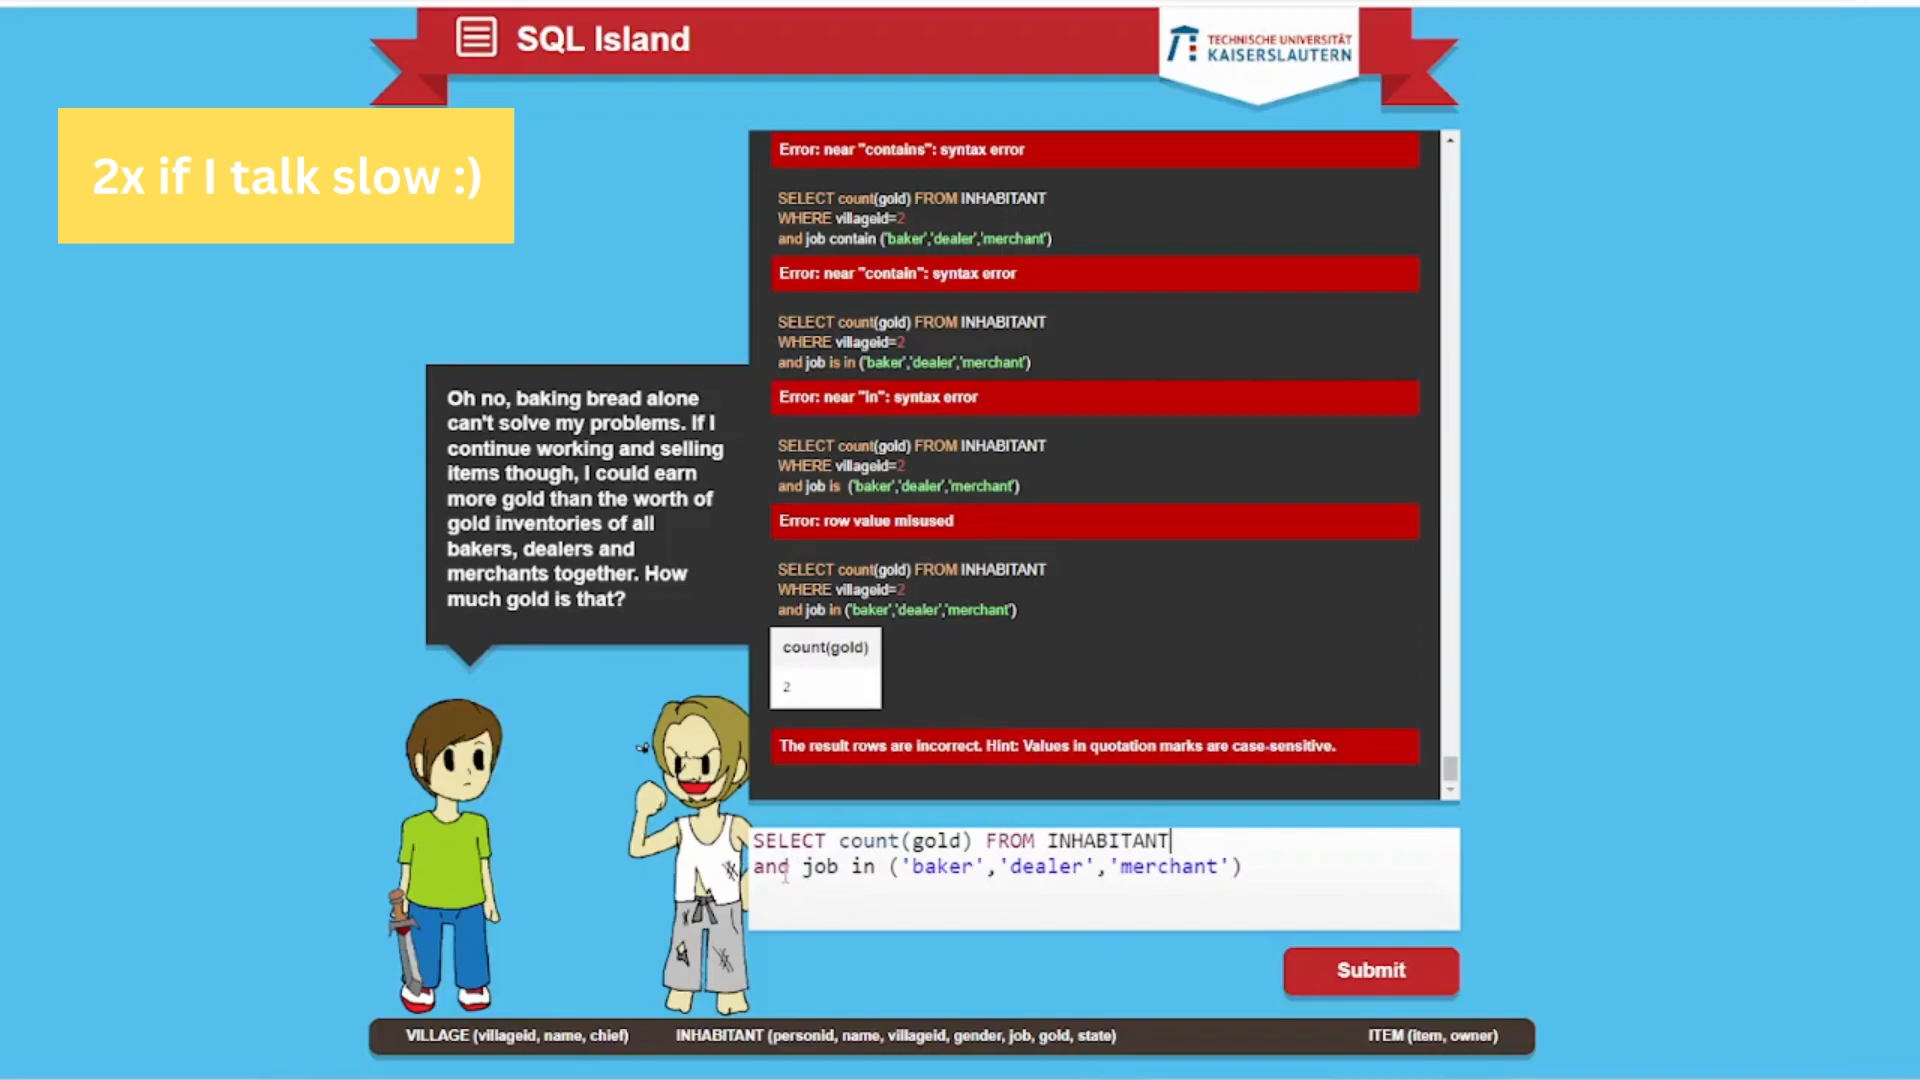 SQL Island
TECHNISCHE UNIVERSITÄT
KAISERSLAUTERN
2x if I talk slow :)
Error: near "contains": syntax error
SELECT count(gold) FROM INHABITANT
WHERE villageid=2
and job contain ('baker','dealer','merchant')
Error: near "contain": syntax error
SELECT count(gold) FROM INHABITANT
WHERE villageid=2
and job is in ('baker','dealer','merchant')
Error: near "in": syntax error
SELECT count(gold) FROM INHABITANT
WHERE villageid=2
and job is  ('baker','dealer','merchant')
Error: row value misused
SELECT count(gold) FROM INHABITANT
WHERE villageid=2
and job in ('baker','dealer','merchant')
count(gold)
2
The result rows are incorrect. Hint: Values in quotation marks are case-sensitive.
Oh no, baking bread alone
can't solve my problems. If I
continue working and selling
items though, I could earn
more gold than the worth of
gold inventories of all
bakers, dealers and
merchants together. How
much gold is that?
SELECT count(gold) FROM INHABITANT
and job in ('baker','dealer','merchant')
Submit
VILLAGE (villageid, name, chief)
INHABITANT (personid, name, villageid, gender, job, gold, state)
ITEM (item, owner)